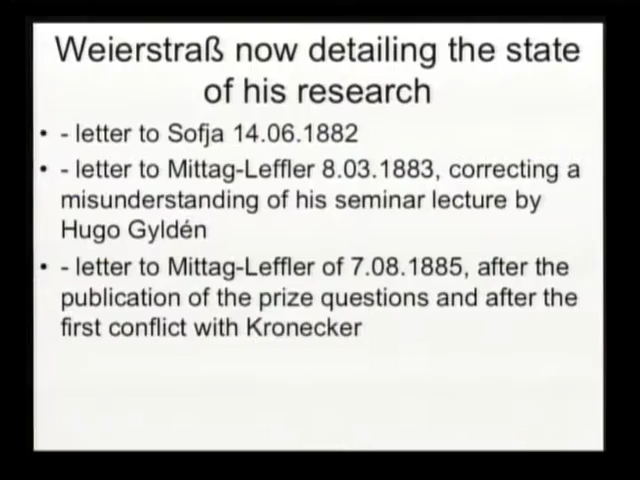 Weierstraß now detailing the state
of his research
• - letter to Sofja 14.06.1882
• - letter to Mittag-Leffler 8.03.1883, correcting a
misunderstanding of his seminar lecture by
Hugo Gyldén
• - letter to Mittag-Leffler of 7.08.1885, after the
publication of the prize questions and after the
first conflict with Kronecker